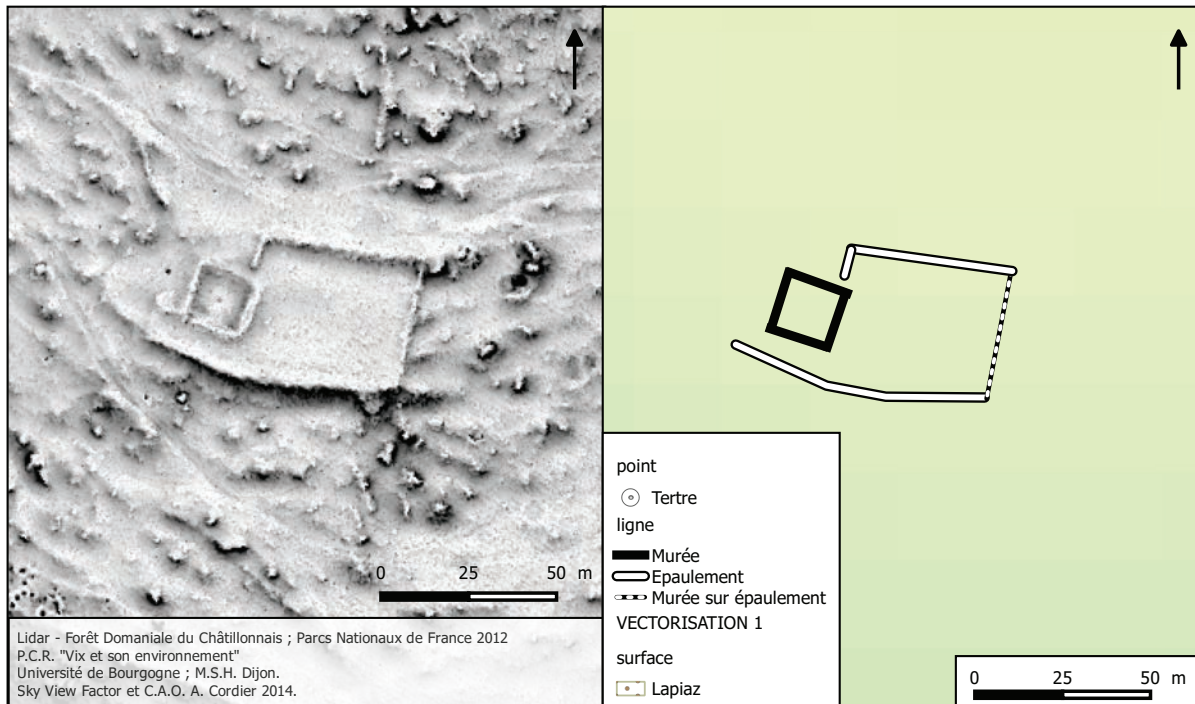 0 25 50 m
Lidar - Forêt Domaniale du Châtillonnais ; Parcs Nationaux de France 2012
P.C.R. "Vix et son environnement"
Université de Bourgogne ; M.S.H. Dijon.
Sky View Factor et C.A.O. A. Cordier 2014.
point
Tertre
ligne
Murée
Epaulement
Murée sur épaulement
VECTORISATION 1
surface
Lapiaz
0 25 50 m